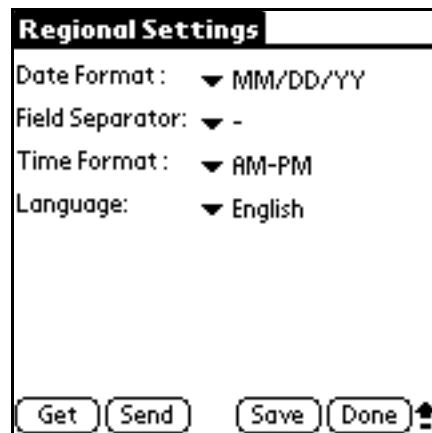 Regional Settings
Date Format : MM/DD/YY
Field Separator: -
Time Format : AM-PM
Language: English
Get Send Save Done